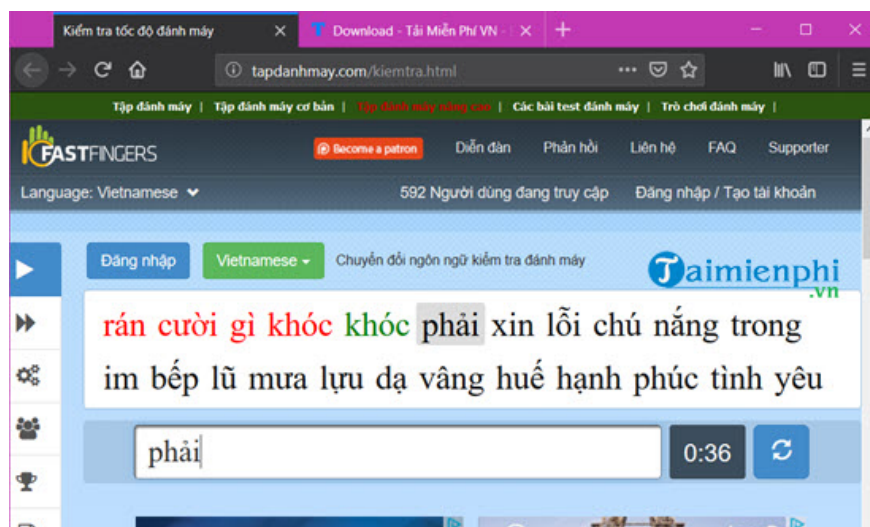 Kiểm tra tốc độ đánh máy
Download - Tải Miễn Phí VN -
tapdanhmay.com/kiemtra.html
Tập đánh máy | Tập đánh máy cơ bản | Tập đánh máy nâng cao | Các bài test đánh máy | Trò chơi đánh máy |
FASTFINGERS
Become a patron
Diễn đàn
Phản hồi
Liên hệ
FAQ
Supporter
Language: Vietnamese
592 Người dùng đang truy cập
Đăng nhập / Tạo tài khoản
Đăng nhập
Vietnamese
Chuyển đổi ngôn ngữ kiểm tra đánh máy
Taimienphi
.vn
rán cười gì khóc khóc phải xin lỗi chú nắng trong
im bếp lũ mưa lựu dạ vâng huế hạnh phúc tình yêu
phải
0:36